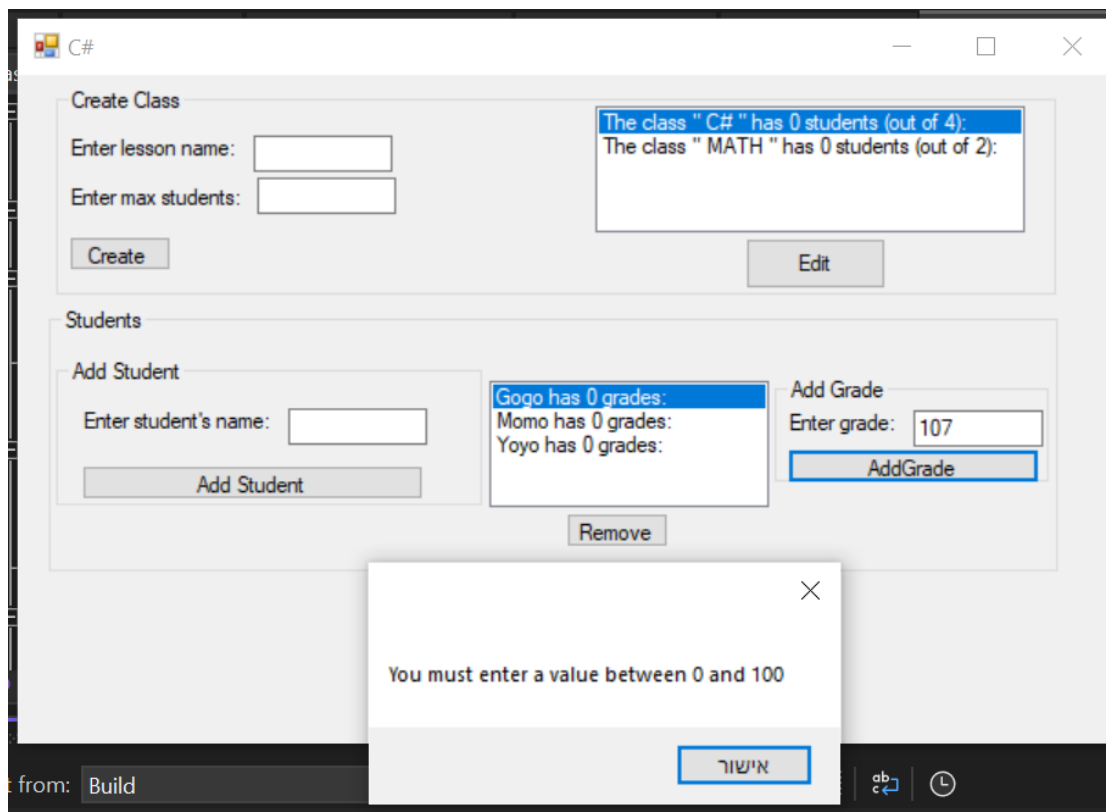 C#
Create Class
Enter lesson name:
Enter max students:
Create
The class " C# " has 0 students (out of 4):
The class " MATH " has 0 students (out of 2):
Edit
Students
Add Student
Enter student's name:
Add Student
Gogo has 0 grades:
Momo has 0 grades:
Yoyo has 0 grades:
Remove
Add Grade
Enter grade: 107
AddGrade
You must enter a value between 0 and 100
אישור
from: Build